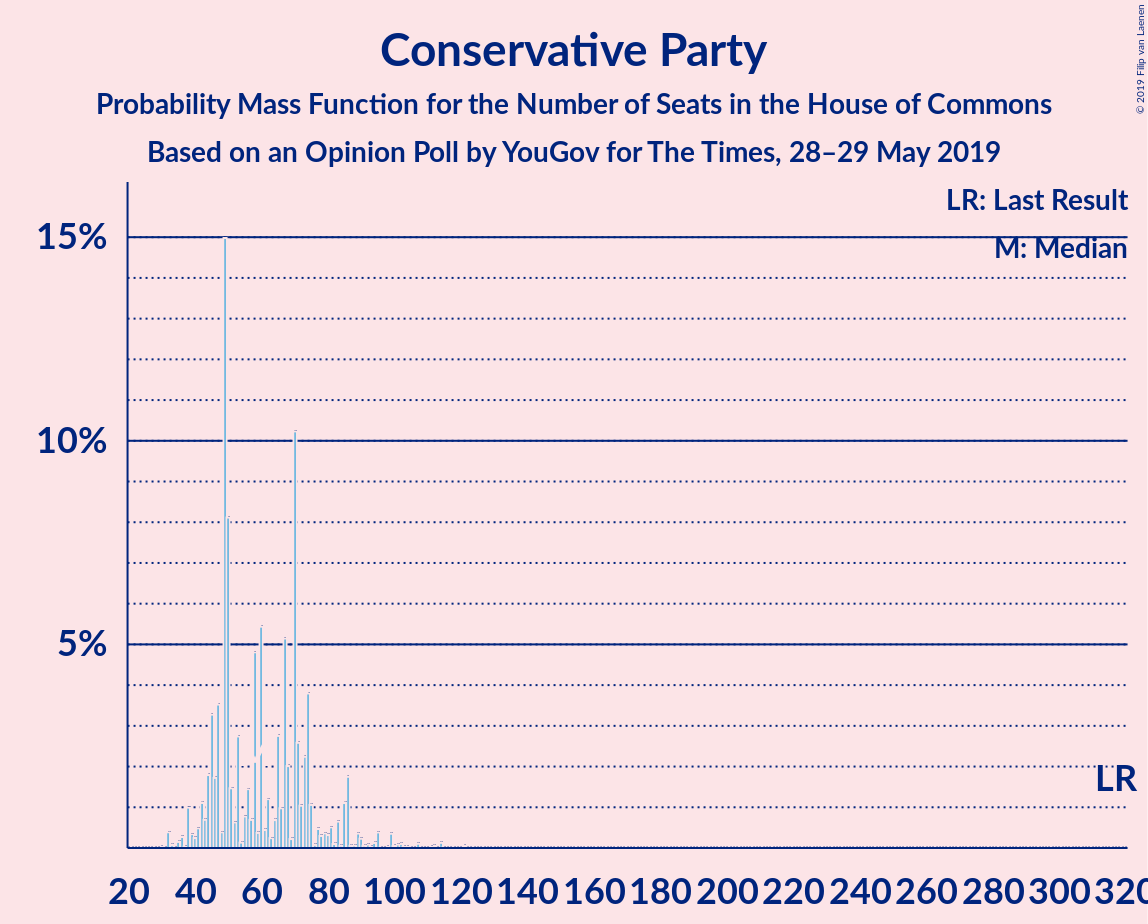 Conservative Party
Probability Mass Function for the Number of Seats in the House of Commons
Based on an Opinion Poll by YouGov for The Times, 28–29 May 2019
© 2019 Filip van Laenen
LR: Last Result
M: Median
15%
10%
5%
LR
20 40 60 80 100 120 140 160 180 200 220 240 260 280 300 320